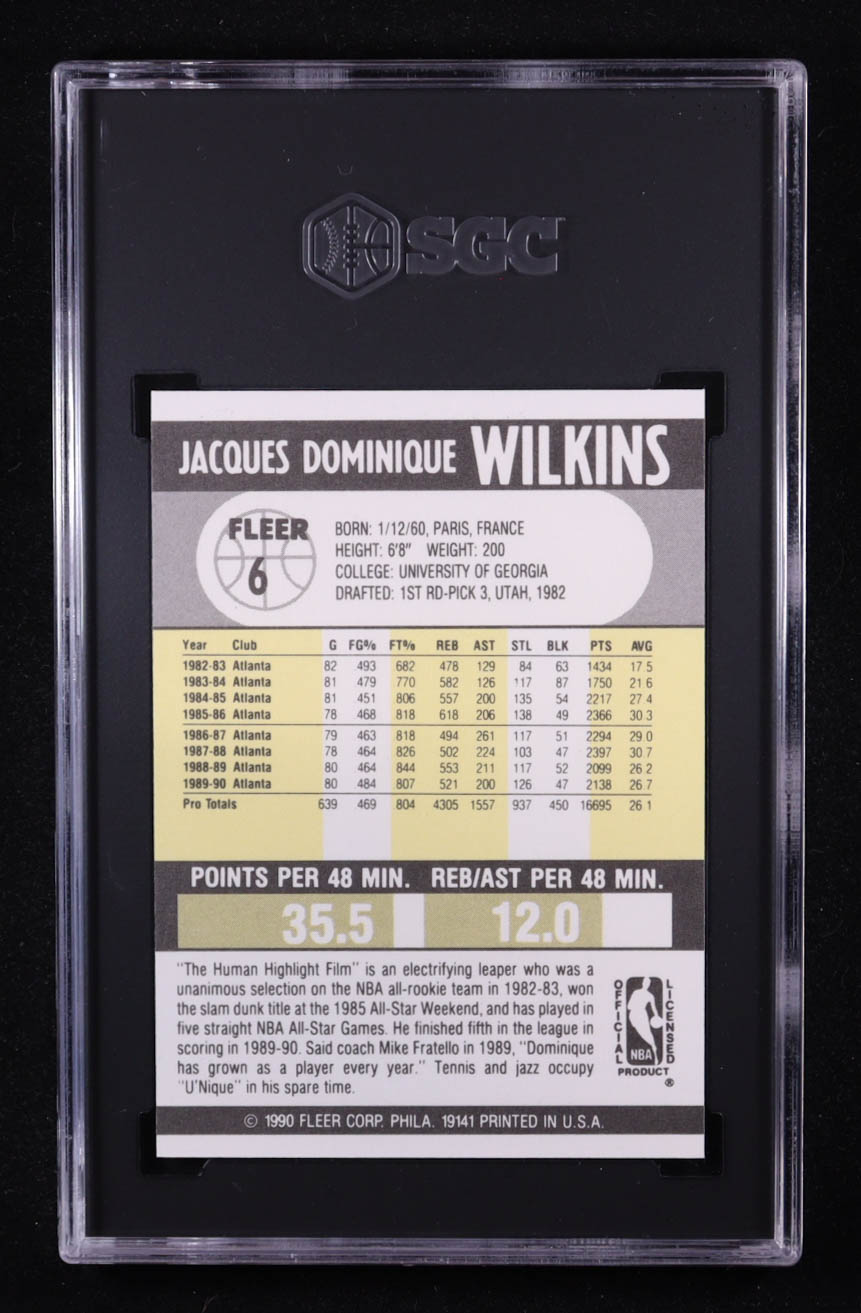 SGC
JACQUES DOMINIQUE WILKINS
FLEER
6
BORN: 1/12/60, PARIS, FRANCE
HEIGHT: 6'8" WEIGHT: 200
COLLEGE: UNIVERSITY OF GEORGIA
DRAFTED: 1ST RD-PICK 3, UTAH, 1982
Year Club G FG% FT% REB AST STL BLK PTS AVG
1982-83 Atlanta 82 493 682 478 129 84 63 1434 17 5
1983-84 Atlanta 81 479 770 582 126 117 87 1750 21 6
1984-85 Atlanta 81 451 806 557 200 135 54 2217 27 4
1985-86 Atlanta 78 468 818 618 206 138 49 2366 30 3
1986-87 Atlanta 79 463 818 494 261 117 51 2294 29 0
1987-88 Atlanta 78 464 826 502 224 103 47 2397 30 7
1988-89 Atlanta 80 464 844 553 211 117 52 2099 26 2
1989-90 Atlanta 80 484 807 521 200 126 47 2138 26 7
Pro Totals 639 469 804 4305 1557 937 450 16695 26 1
POINTS PER 48 MIN. REB/AST PER 48 MIN.
35.5 12.0
"The Human Highlight Film" is an electrifying leaper who was a
unanimous selection on the NBA all-rookie team in 1982-83, won
the slam dunk title at the 1985 All-Star Weekend, and has played in
five straight NBA All-Star Games. He finished fifth in the league in
scoring in 1989-90. Said coach Mike Fratello in 1989, "Dominique
has grown as a player every year." Tennis and jazz occupy
"U'Nique" in his spare time.
OFFICIAL
LICENSED
NBA
PRODUCT
®
© 1990 FLEER CORP. PHILA. 19141 PRINTED IN U.S.A.